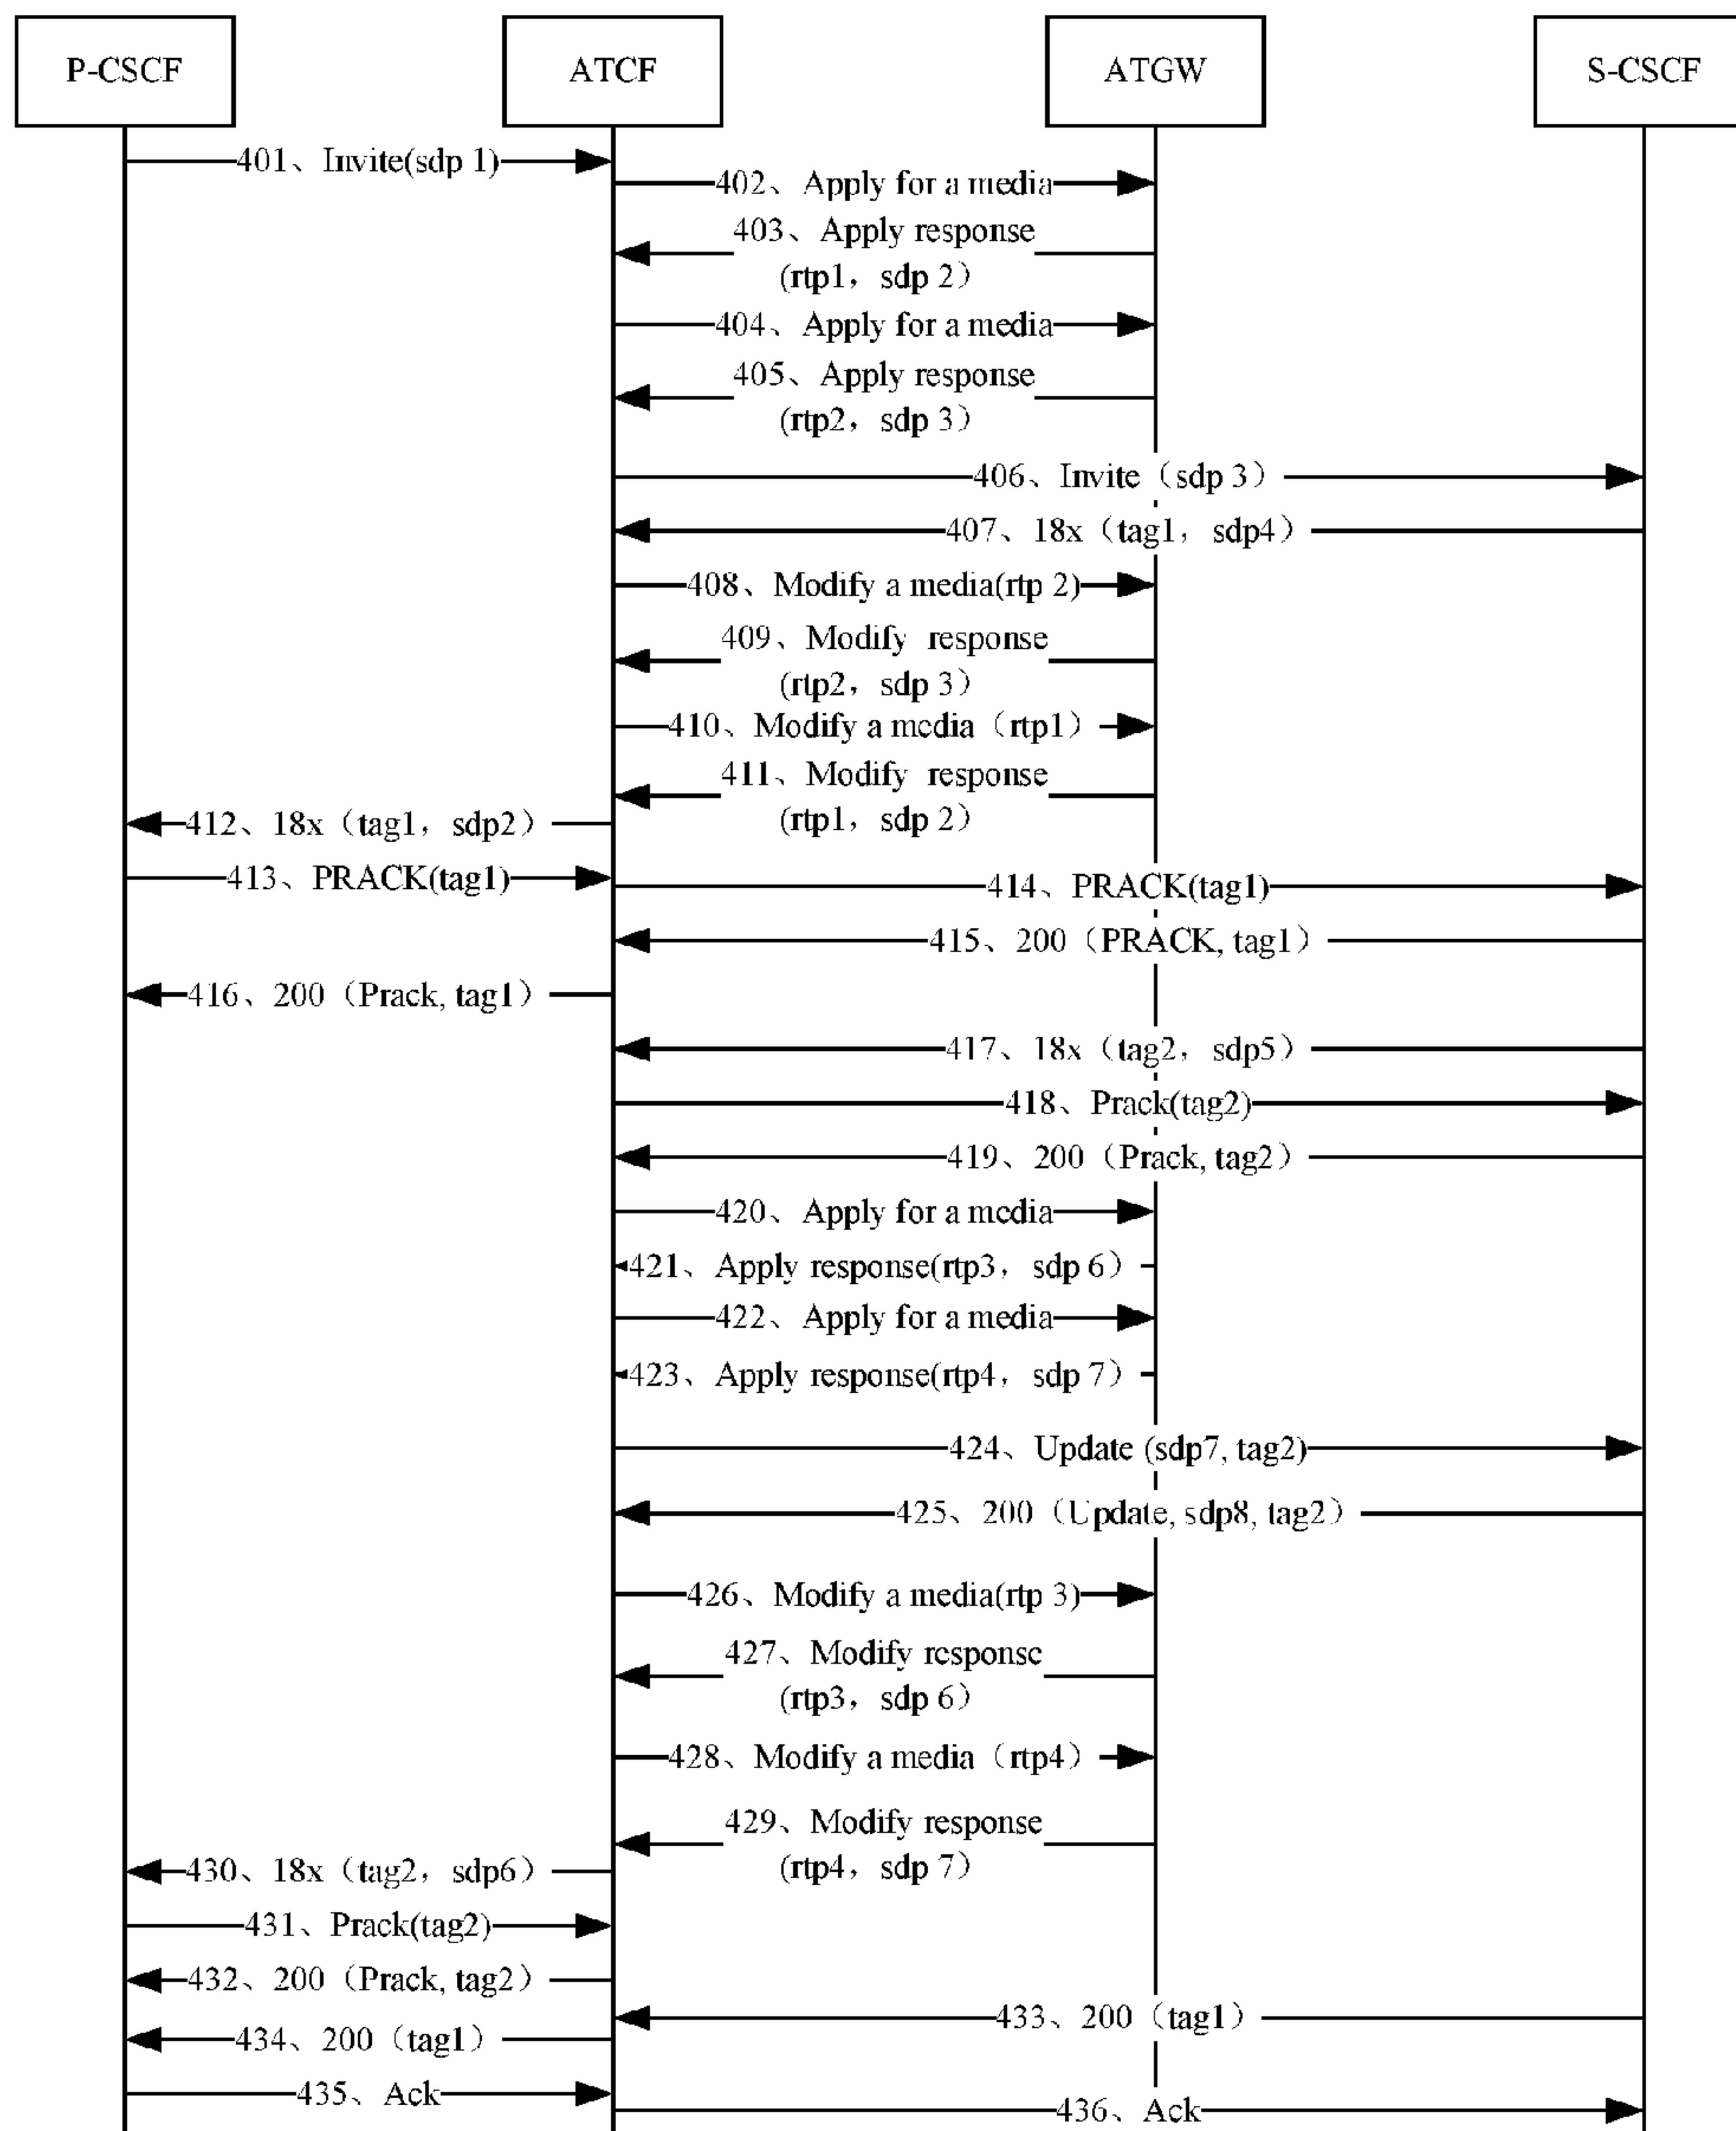 P-CSCF
ATCF
ATGW
S-CSCF
401、Invite(sdp 1)
402、Apply for a media
403、Apply response
(rtp1，sdp 2）
404、Apply for a media
405、Apply response
(rtp2，sdp 3）
406、Invite（sdp 3）
407、18x（tag1，sdp4）
408、Modify a media(rtp 2)
409、Modify response
(rtp2，sdp 3）
410、Modify a media（rtp1）
411、Modify response
(rtp1，sdp 2）
412、18x（tag1，sdp2）
413、PRACK(tag1)
414、PRACK(tag1)
415、200（PRACK, tag1）
416、200（Prack, tag1）
417、18x（tag2，sdp5）
418、Prack(tag2)
419、200（Prack, tag2）
420、Apply for a media
421、Apply response(rtp3，sdp 6）
422、Apply for a media
423、Apply response(rtp4，sdp 7）
424、Update (sdp7, tag2)
425、200（Update, sdp8, tag2）
426、Modify a media(rtp 3)
427、Modify response
(rtp3，sdp 6）
428、Modify a media（rtp4）
429、Modify response
(rtp4，sdp 7）
430、18x（tag2，sdp6）
431、Prack(tag2)
432、200（Prack, tag2）
433、200（tag1）
434、200（tag1）
435、Ack
436、Ack